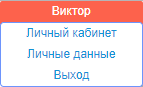 Виктор
Личный кабинет
Личные данные
Выход